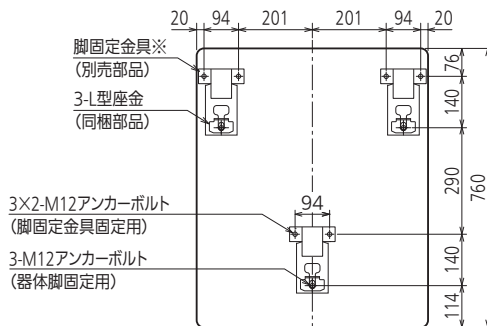 20 94 201 201 94 20
脚固定金具※
(別売部品)
3-L型座金
(同梱部品)
76
140
290
760
3×2-M12アンカーボルト
(脚固定金具固定用)
94
3-M12アンカーボルト
(器体脚固定用)
140
114